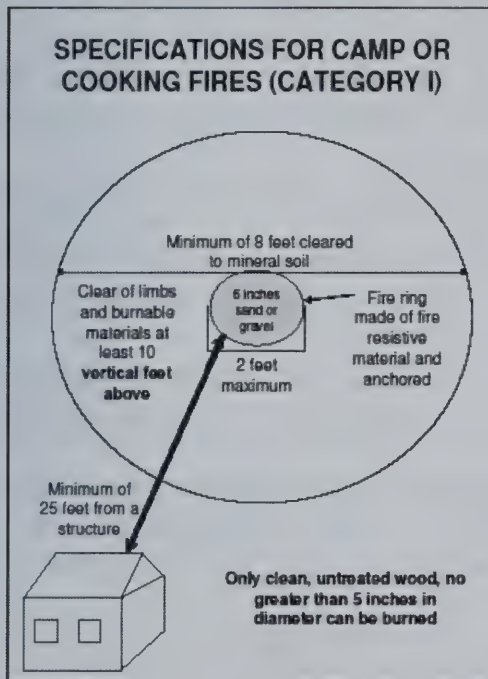 SPECIFICATIONS FOR CAMP OR
COOKING FIRES (CATEGORY I)
Minimum of 8 feet cleared
to mineral soil
Clear of limbs
and burnable
materials at
least 10
vertical feet
above
6 inches
sand or
gravel
2 feet
maximum
Fire ring
made of fire
resistive
material and
anchored
Minimum of
25 feet from a
structure
Only clean, untreated wood, no
greater than 5 inches in
diameter can be burned